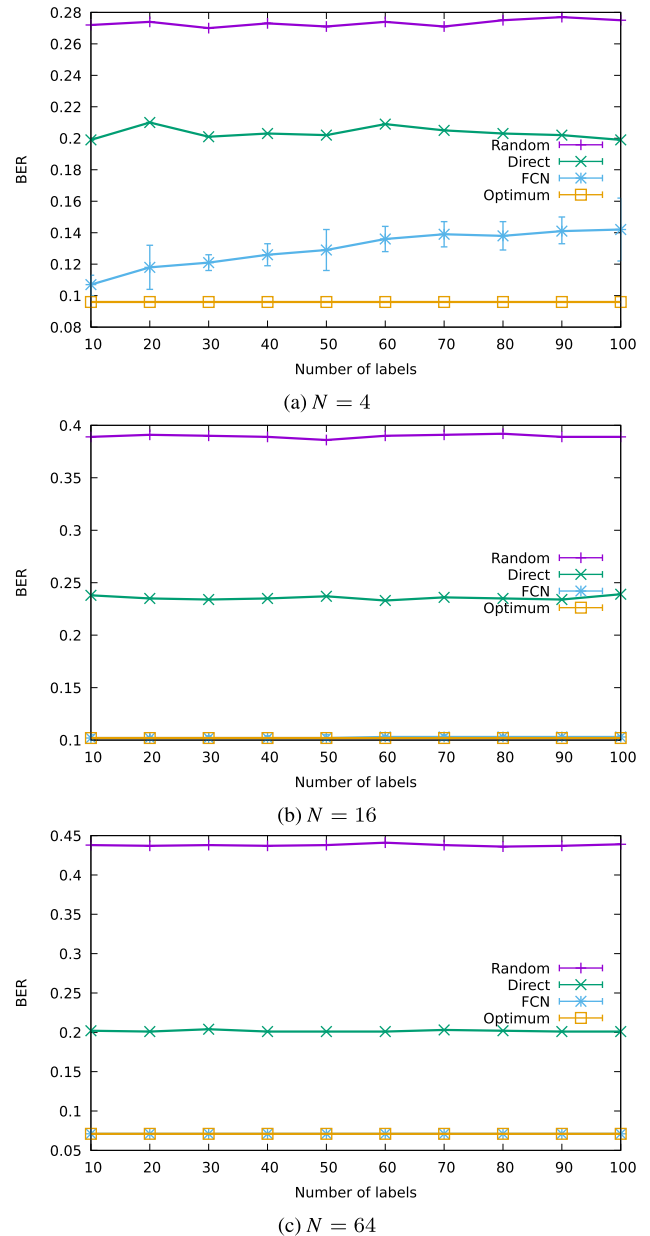 0.28
0.26
0.24
0.22
0.2
0.18
0.16
0.14
0.12
0.1
0.08
BER
Random
Direct
FCN
Optimum
10 20 30 40 50 60 70 80 90 100
Number of labels
(a) N = 4
0.4
0.35
0.3
0.25
0.2
0.15
0.1
BER
Random
Direct
FCN
Optimum
10 20 30 40 50 60 70 80 90 100
Number of labels
(b) N = 16
0.45
0.4
0.35
0.3
0.25
0.2
0.15
0.1
0.05
BER
Random
Direct
FCN
Optimum
10 20 30 40 50 60 70 80 90 100
Number of labels
(c) N = 64